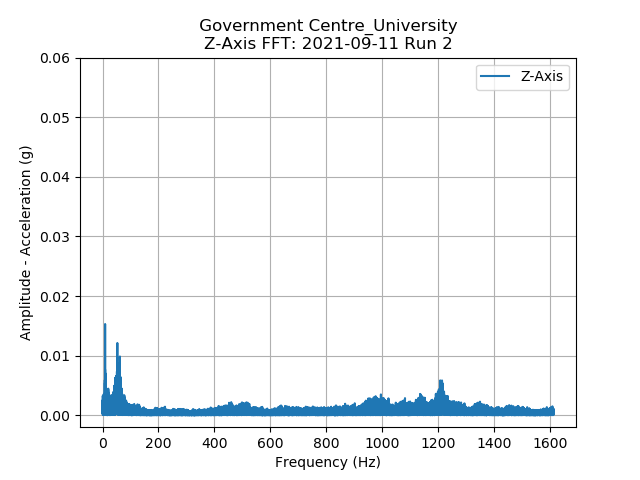 Government Centre_University
Z-Axis FFT: 2021-09-11 Run 2
Z-Axis
0.06
0.05
0.04
0.03
0.02
0.01
0.00
Amplitude - Acceleration (g)
0 200 400 600 800 1000 1200 1400 1600
Frequency (Hz)